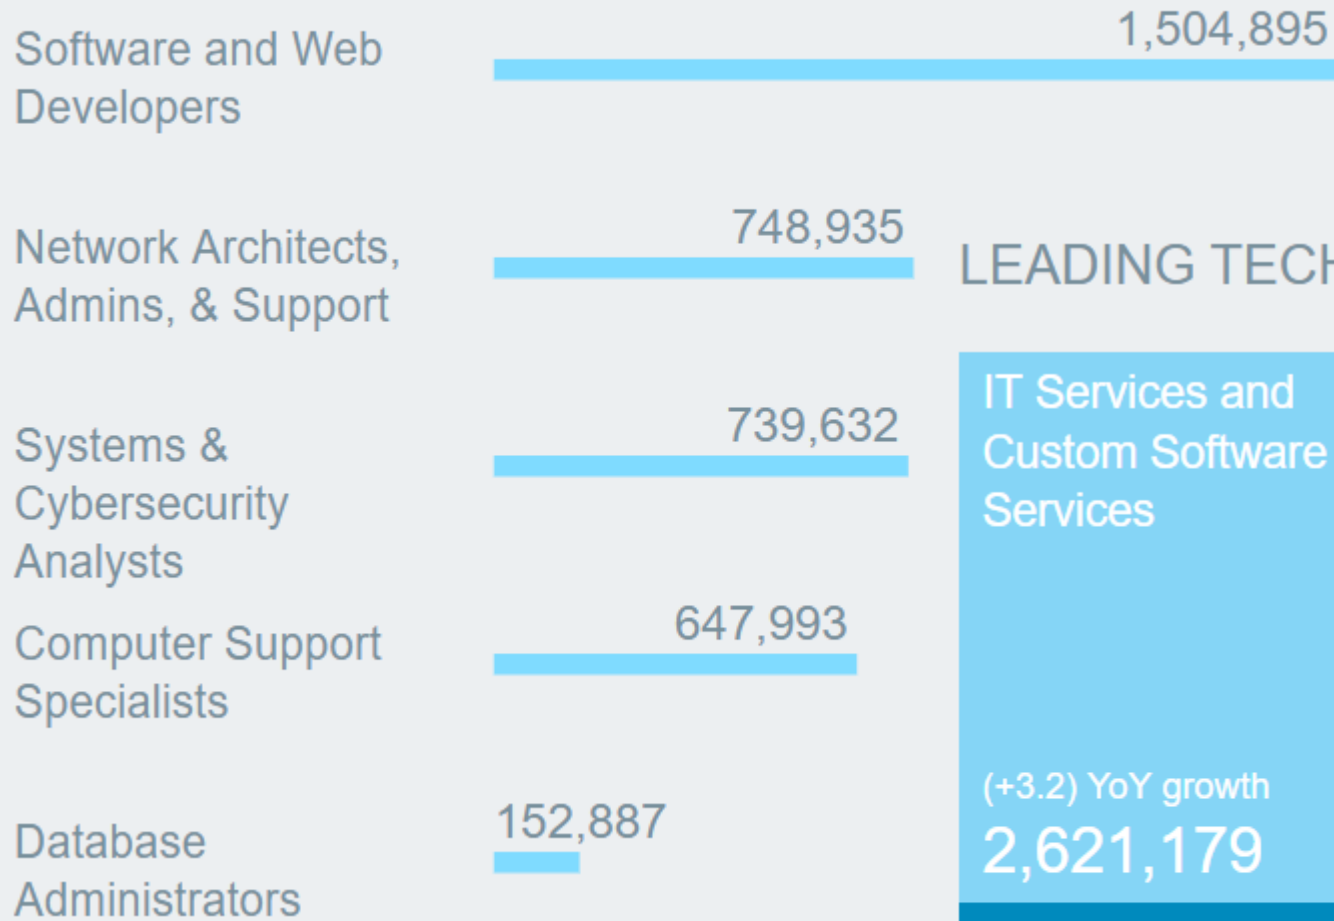 Software and Web
Developers
1,504,895
Network Architects,
Admins, & Support
748,935
Systems &
Cybersecurity
Analysts
739,632
Computer Support
Specialists
647,993
Database
Administrators
152,887
LEADING TECH
IT Services and
Custom Software
Services
(+3.2) YoY growth
2,621,179